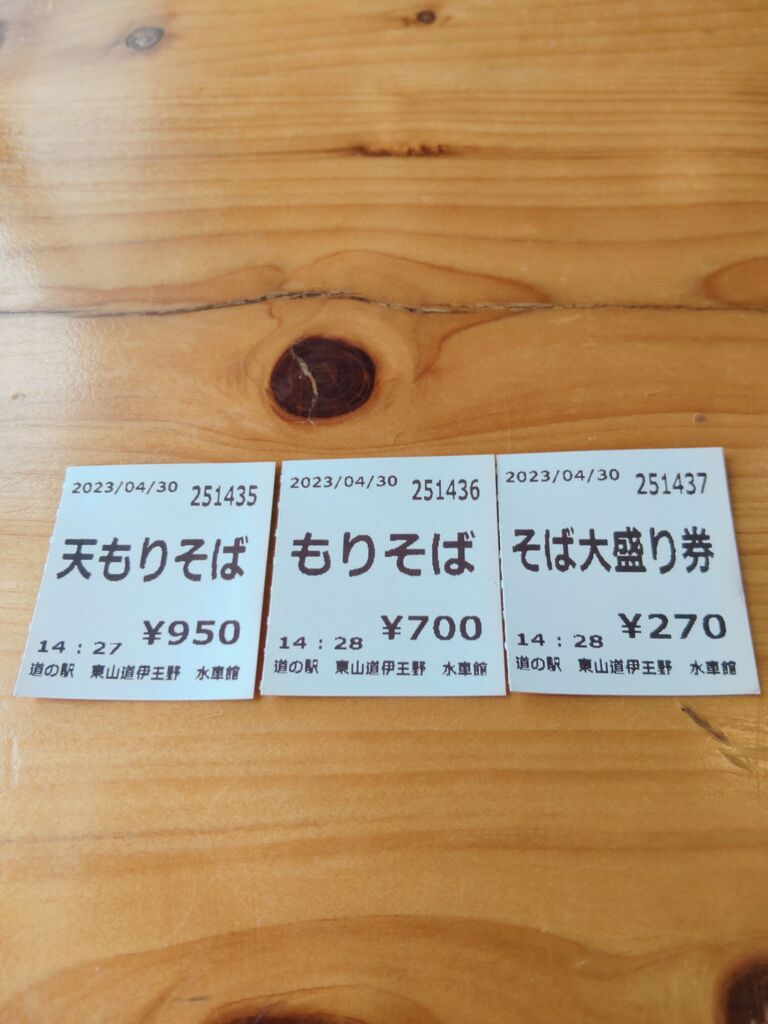 2023/04/30 251435
天もりそば
¥950
14：27
道の駅 東山道伊王野 水車館
2023/04/30 251436
もりそば
¥700
14：28
道の駅 東山道伊王野 水車館
2023/04/30 251437
そば大盛り券
¥270
14：28
道の駅 東山道伊王野 水車館